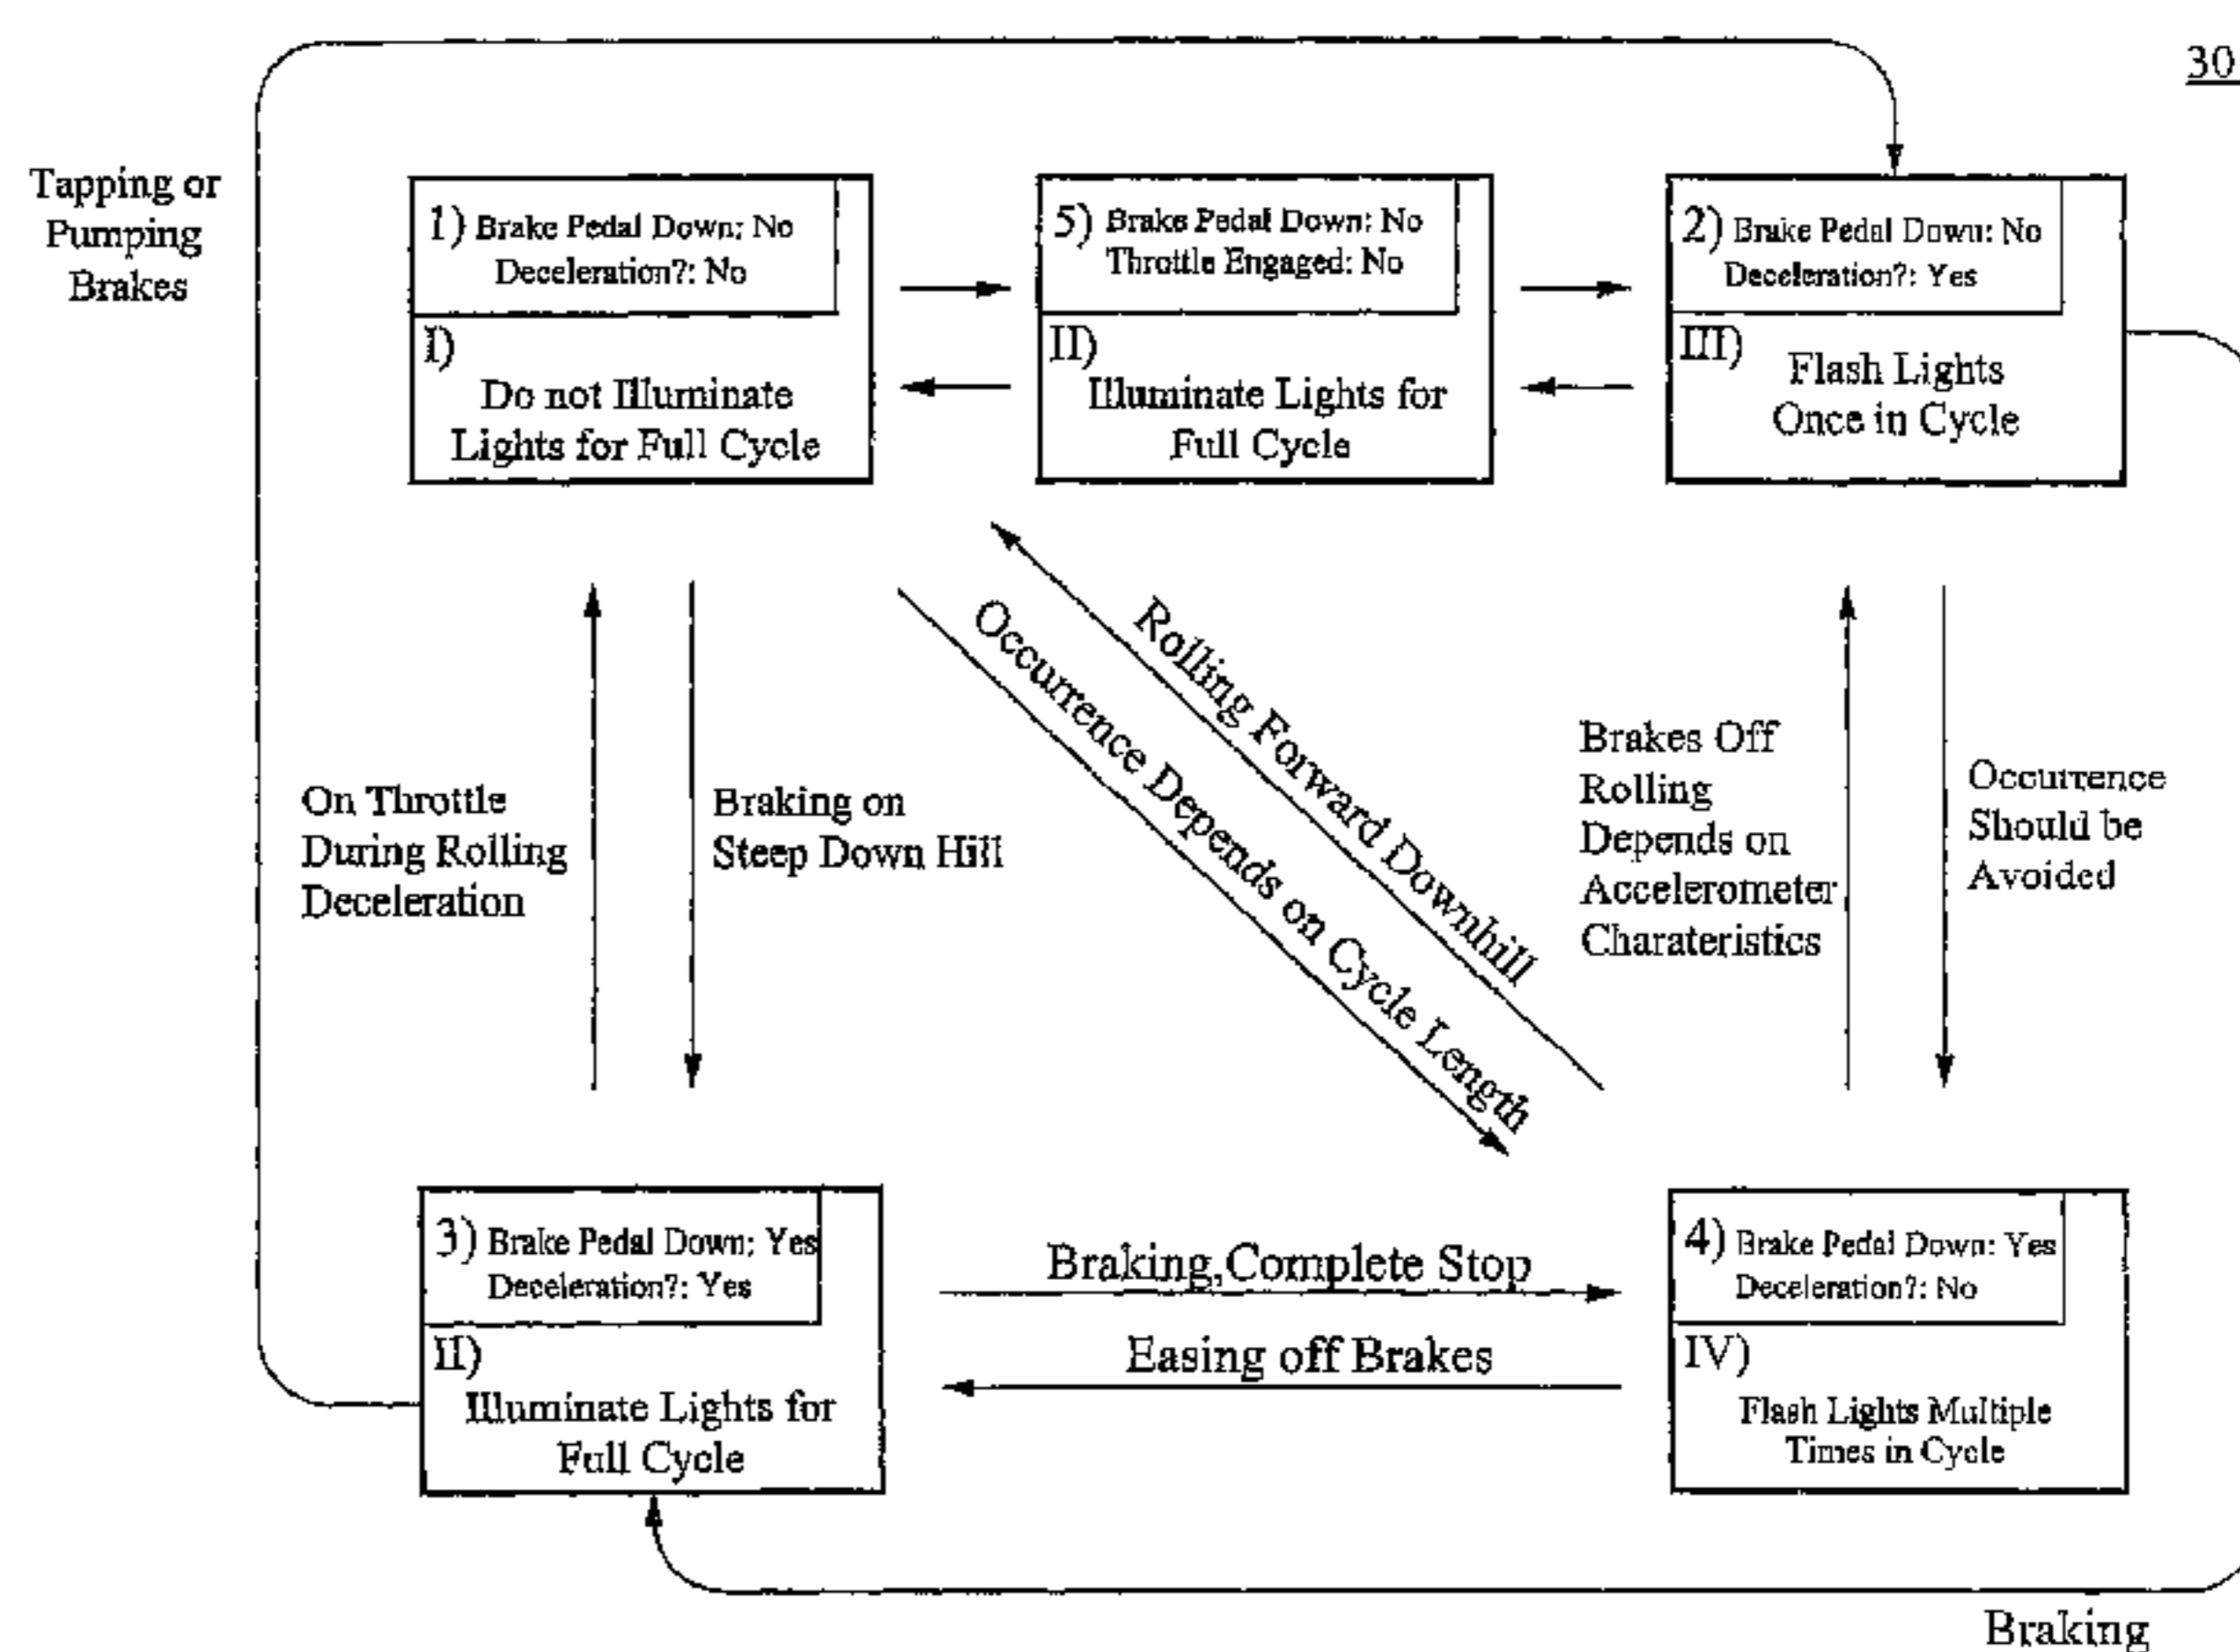 30
Tapping or
Pumping
Brakes
1) Brake Pedal Down: No
Deceleration?: No
I)
Do not Illuminate
Lights for Full Cycle
5) Brake Pedal Down: No
Throttle Engaged: No
II)
Illuminate Lights for
Full Cycle
2) Brake Pedal Down: No
Deceleration?: Yes
III)
Flash Lights
Once in Cycle
On Throttle
During Rolling
Deceleration
Braking on
Steep Down Hill
Occurrence Depends on Cycle Length
Rolling Forward Downhill
Brakes Off
Rolling
Depends on
Accelerometer
Charateristics
Occurrence
Should be
Avoided
3) Brake Pedal Down: Yes
Deceleration?: Yes
II)
Illuminate Lights for
Full Cycle
Braking,Complete Stop
Easing off Brakes
4) Brake Pedal Down: Yes
Deceleration?: No
IV)
Flash Lights Multiple
Times in Cycle
Braking